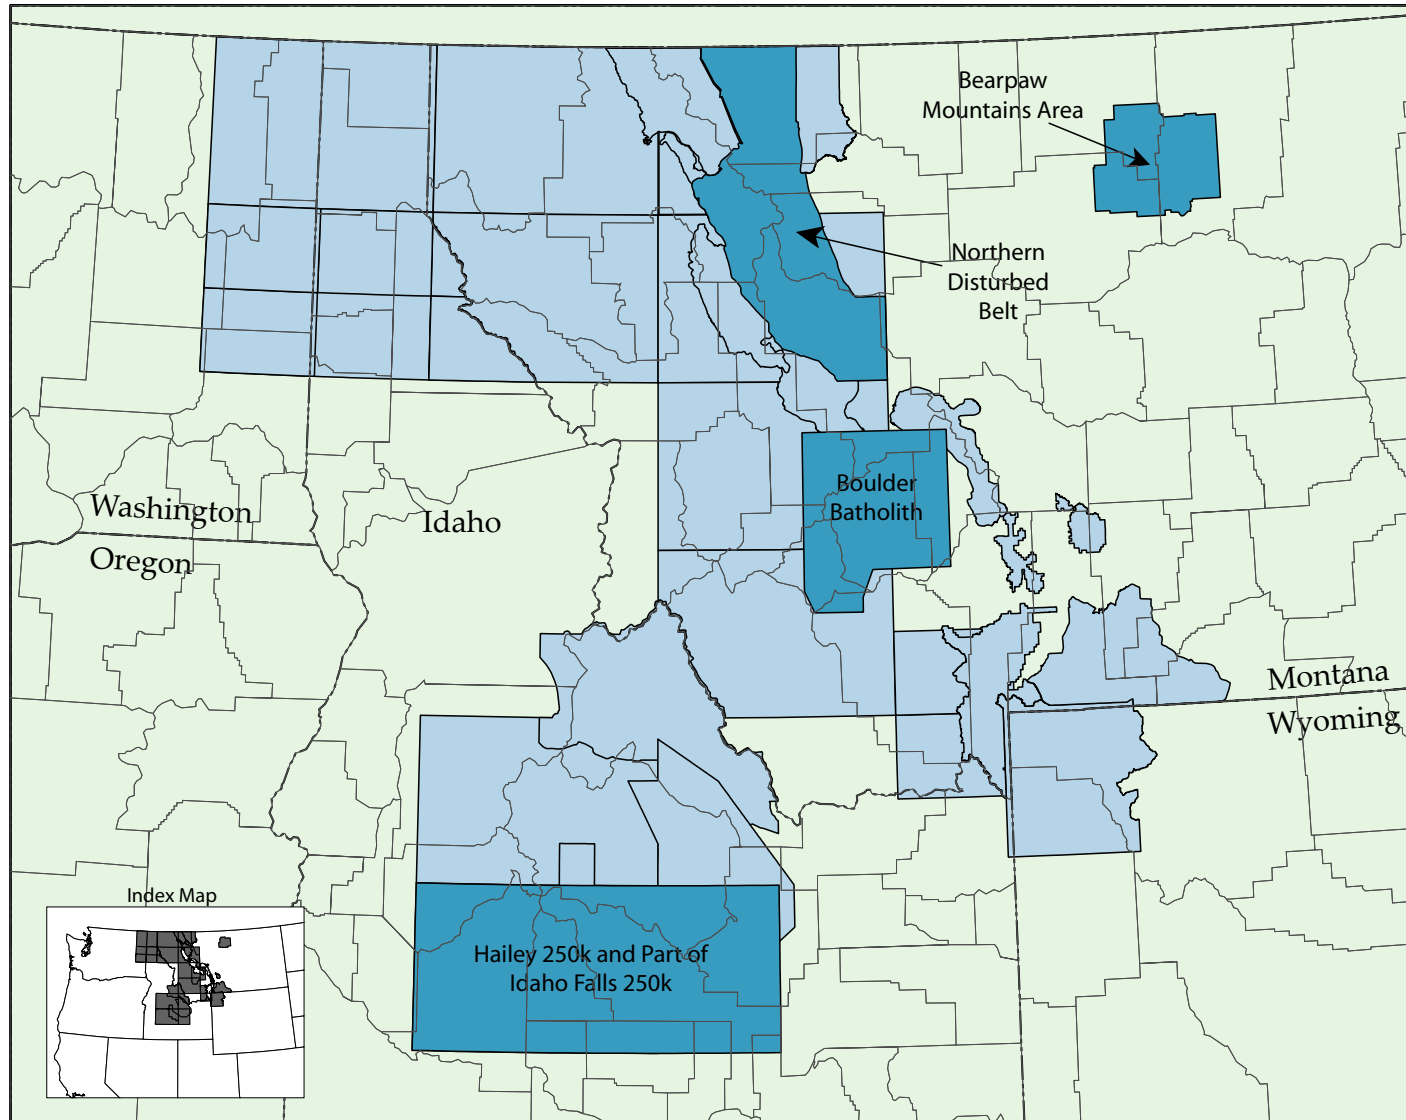 Bearpaw
Mountains Area
Northern
Disturbed
Belt
Boulder
Batholith
Washington
Idaho
Oregon
Montana
Wyoming
Index Map
Hailey 250k and Part of
Idaho Falls 250k